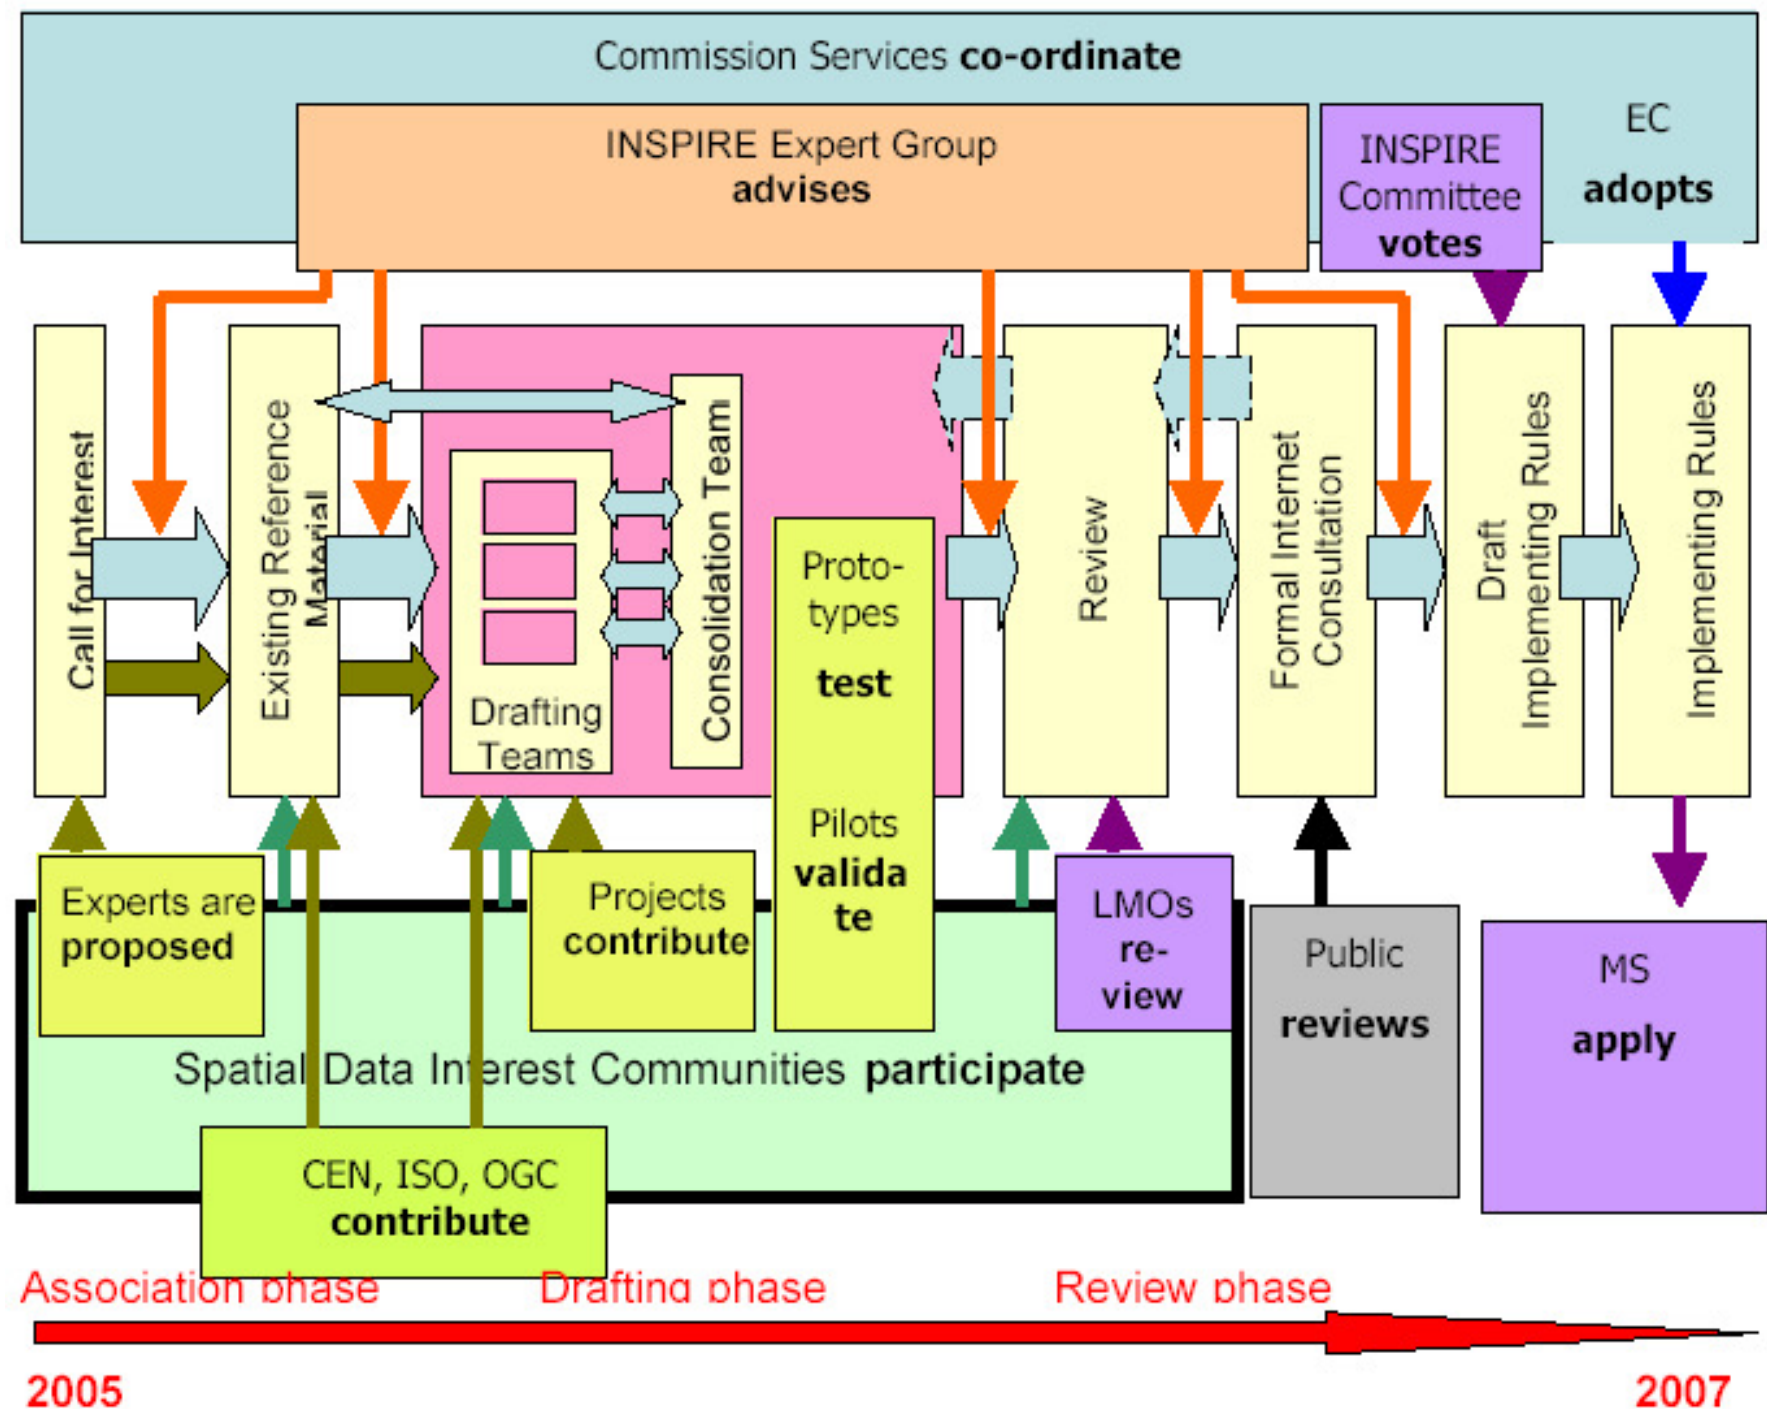 Commission Services co-ordinate
INSPIRE Expert Group
advises
INSPIRE
Committee
votes
EC
adopts
Call for Interest
Existing Reference
Material
Drafting
Teams
Consolidation Team
Proto-
types
test
Pilots
valida
te
Review
Formal Internet
Consultation
Draft
Implementing Rules
Implementing Rules
Experts are
proposed
Projects
contribute
LMOs
re-
view
Public
reviews
MS
apply
Spatial Data Interest Communities participate
CEN, ISO, OGC
contribute
Association phase
Drafting phase
Review phase
2005
2007